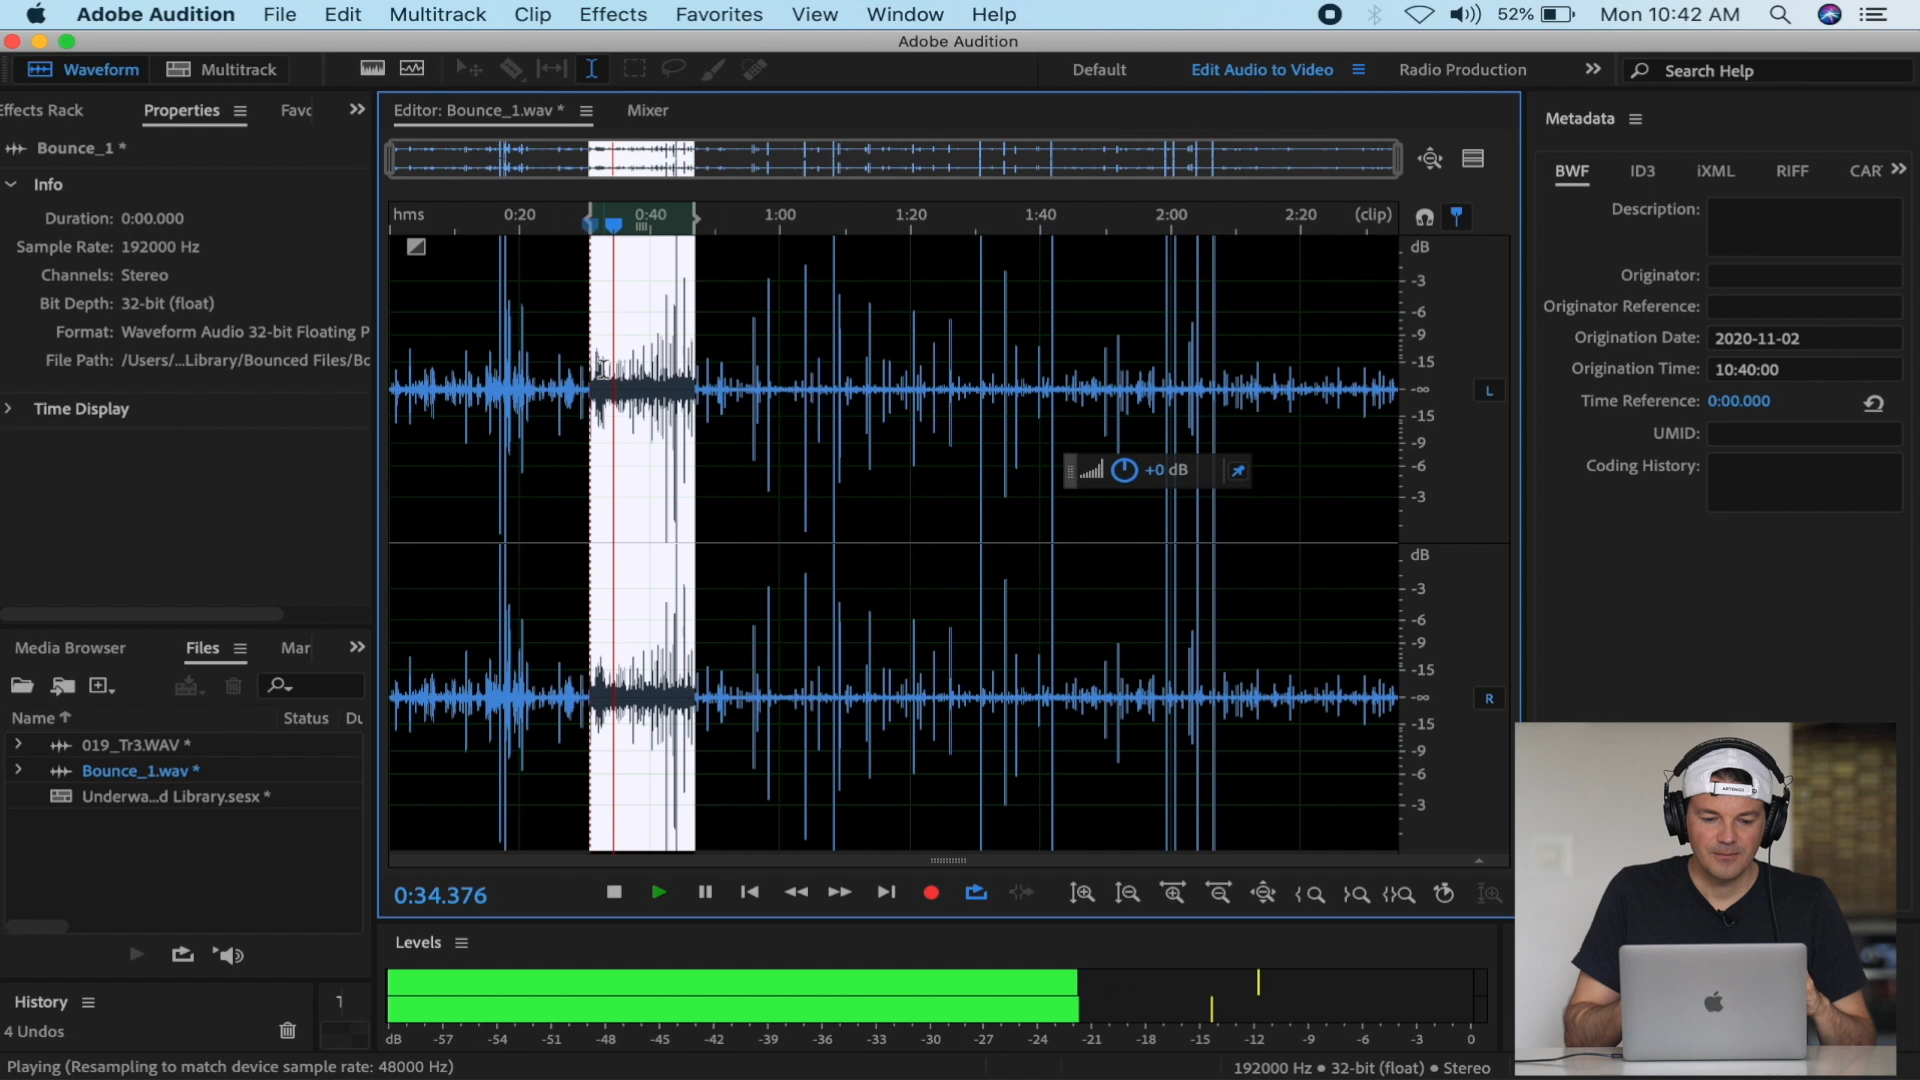 Adobe Audition File Edit Multitrack Clip Effects Favorites View Window Help 52% Mon 10:42 AM
Adobe Audition
Waveform Multitrack Default Edit Audio to Video Radio Production Search Help
Effects Rack Properties Favc
Bounce_1 *
Info
Duration: 0:00.000
Sample Rate: 192000 Hz
Channels: Stereo
Bit Depth: 32-bit (float)
Format: Waveform Audio 32-bit Floating P
File Path: /Users/...Library/Bounced Files/Bo
Time Display
Editor: Bounce_1.wav * Mixer
hms 0:20 0:40 1:00 1:20 1:40 2:00 2:20 (clip)
dB
-3
-6
-9
-15
-∞
-15
-9
-6
-3
L
+0 dB
dB
-3
-6
-9
-15
-∞
-15
-9
-6
-3
R
Metadata
BWF ID3 iXML RIFF CAR
Description:
Originator:
Originator Reference:
Origination Date: 2020-11-02
Origination Time: 10:40:00
Time Reference: 0:00.000
UMID:
Coding History:
Media Browser Files Mar
Name Status Du
019_Tr3.WAV *
Bounce_1.wav *
Underwa...d Library.sesx *
0:34.376
Levels
dB -57 -54 -51 -48 -45 -42 -39 -36 -33 -30 -27 -24 -21 -18 -15 -12 -9 -6 -3 0
History
4 Undos
Playing (Resampling to match device sample rate: 48000 Hz)
192000 Hz • 32-bit (float) • Stereo
ARTENGO